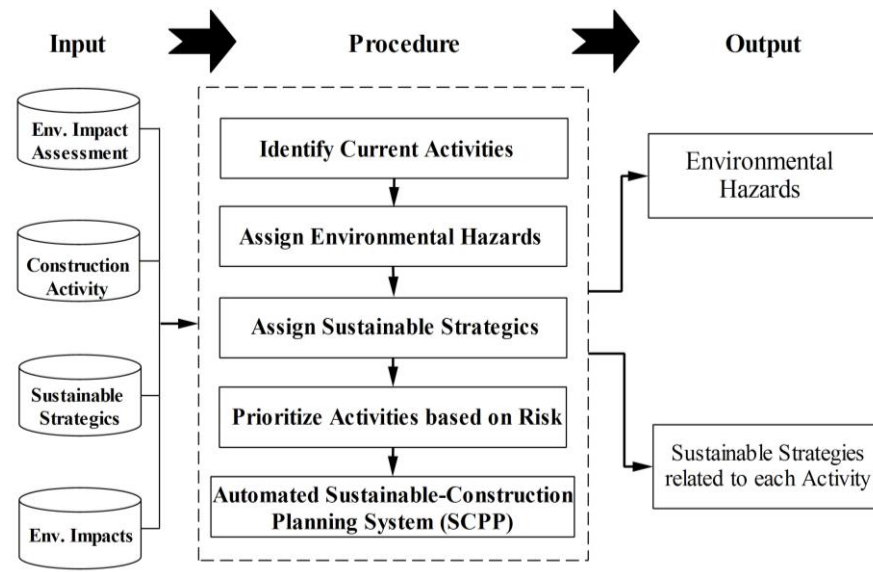 Input
Procedure
Output
Env. Impact
Assessment
Construction
Activity
Sustainable
Strategics
Env. Impacts
Identify Current Activities
Assign Environmental Hazards
Assign Sustainable Strategics
Prioritize Activities based on Risk
Automated Sustainable-Construction
Planning System (SCPP)
Environmental
Hazards
Sustainable Strategies
related to each Activity